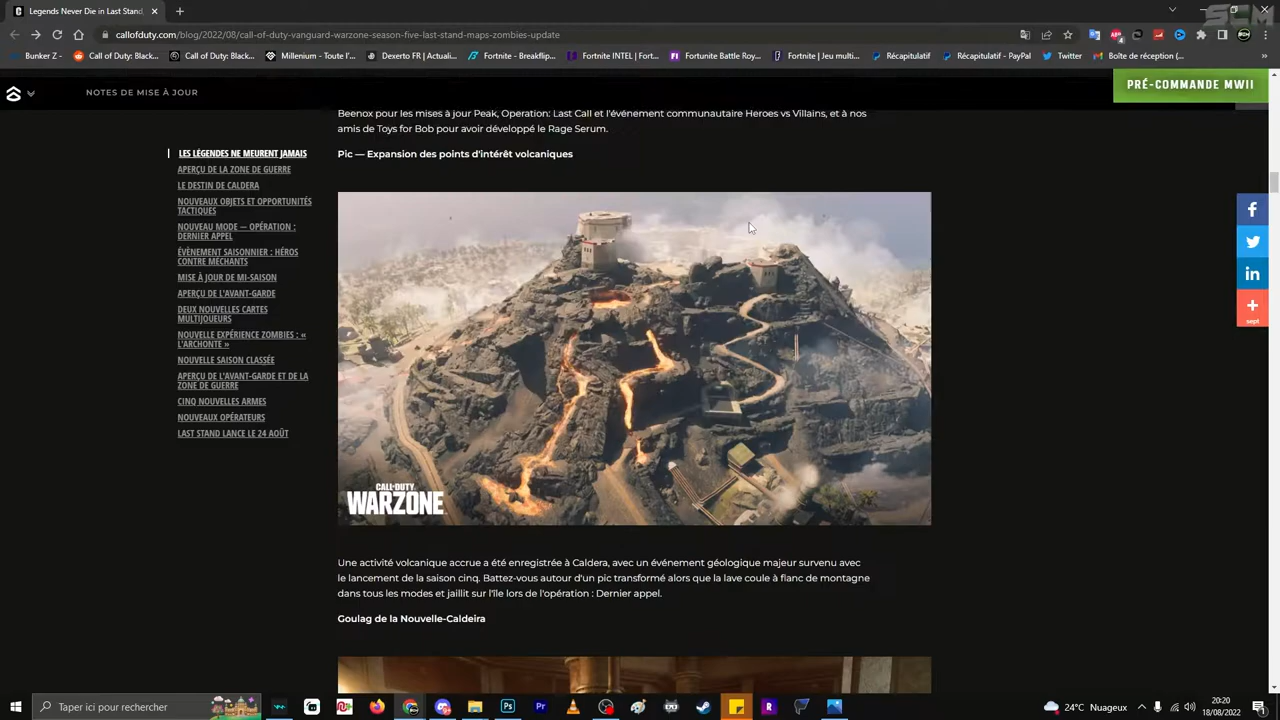 Legends Never Die in Last Stand,
callofduty.com/blog/2022/08/call-of-duty-vanguard-warzone-season-five-last-stand-maps-zombies-update
Bunker Z -
Call of Duty: Black...
Call of Duty: Black...
Millenium - Toute l'...
Dexerto FR | Actuali...
Fortnite - Breakflip...
Fortnite INTEL | Fort...
Fortunite Battle Roy...
Fortnite | Jeu multi...
Récapitulatif
Récapitulatif - PayP...
Twitter
Boîte de réception (...
NOTES DE MISE À JOUR
PRÉ-COMMANDE MWII
LES LÉGENDES NE MEURENT JAMAIS
APERÇU DE LA ZONE DE GUERRE
LE DESTIN DE CALDERA
NOUVEAUX OBJETS ET OPPORTUNITÉS
TACTIQUES
NOUVEAU MODE — OPÉRATION :
DERNIER APPEL
ÉVÈNEMENT SAISONNIER : HÉROS
CONTRE MÉCHANTS
MISE À JOUR DE MI-SAISON
APERÇU DE L'AVANT-GARDE
DEUX NOUVELLES CARTES
MULTIJOUEURS
NOUVELLE EXPÉRIENCE ZOMBIES : «
L'ARCHONTE »
NOUVELLE SAISON CLASSÉE
APERÇU DE L'AVANT-GARDE ET DE LA
ZONE DE GUERRE
CINQ NOUVELLES ARMES
NOUVEAUX OPÉRATEURS
LAST STAND LANCE LE 24 AOÛT
Beenox pour les mises à jour Peak, Operation: Last Call et l'événement communautaire Heroes vs Villains, et à nos
amis de Toys for Bob pour avoir développé le Rage Serum.
Pic — Expansion des points d'intérêt volcaniques
CALL OF DUTY
WARZONE
Une activité volcanique accrue a été enregistrée à Caldera, avec un événement géologique majeur survenu avec
le lancement de la saison cinq. Battez-vous autour d'un pic transformé alors que la lave coule à flanc de montagne
dans tous les modes et jaillit sur l'île lors de l'opération : Dernier appel.
Goulag de la Nouvelle-Caldeira
sept
Taper ici pour rechercher
24°C Nuageux
20:20
18/08/2022